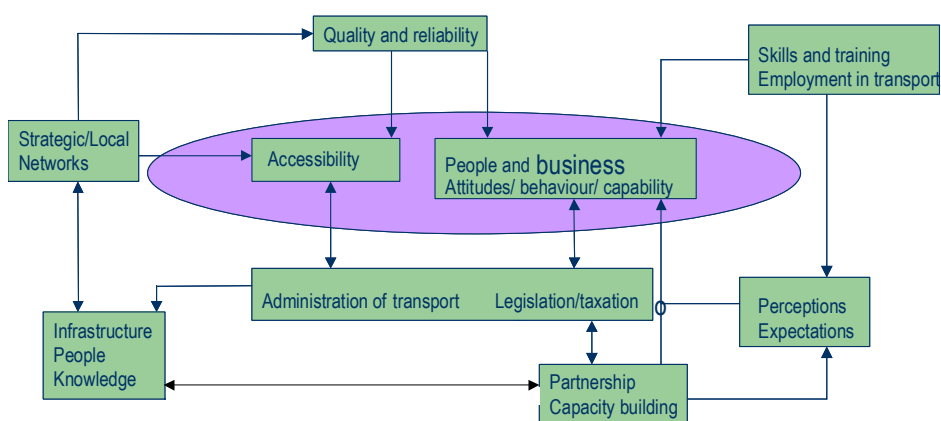 Quality and reliability
Skills and training
Employment in transport
Strategic/Local
Networks
Accessibility
People and business
Attitudes/ behaviour/ capability
Administration of transport Legislation/taxation
Perceptions
Expectations
Infrastructure
People
Knowledge
Partnership
Capacity building